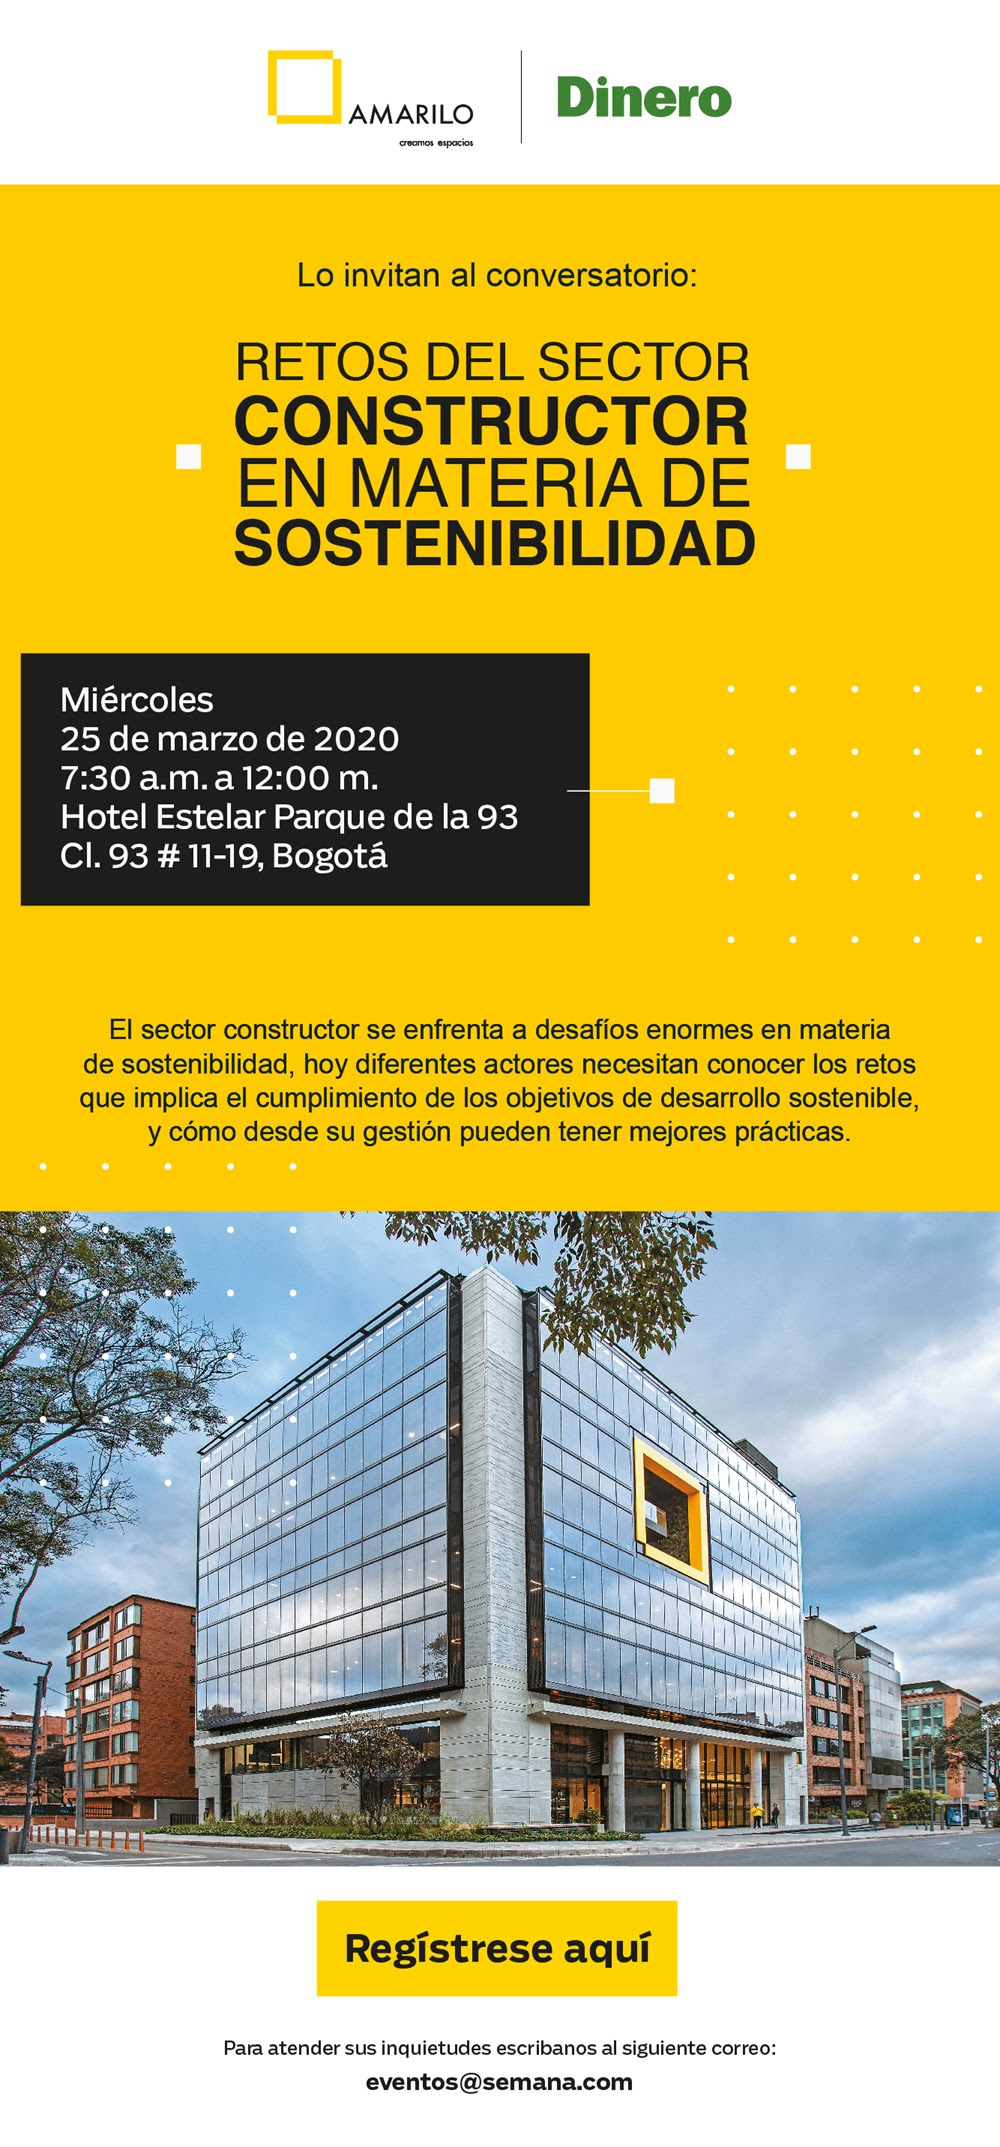 AMARILO
creamos espacios
Dinero
Lo invitan al conversatorio:
RETOS DEL SECTOR
CONSTRUCTOR
EN MATERIA DE
SOSTENIBILIDAD
Miércoles
25 de marzo de 2020
7:30 a.m. a 12:00 m.
Hotel Estelar Parque de la 93
Cl. 93 # 11-19, Bogotá
El sector constructor se enfrenta a desafíos enormes en materia
de sostenibilidad, hoy diferentes actores necesitan conocer los retos
que implica el cumplimiento de los objetivos de desarrollo sostenible,
y cómo desde su gestión pueden tener mejores prácticas.
Regístrese aquí
Para atender sus inquietudes escribanos al siguiente correo:
eventos@semana.com